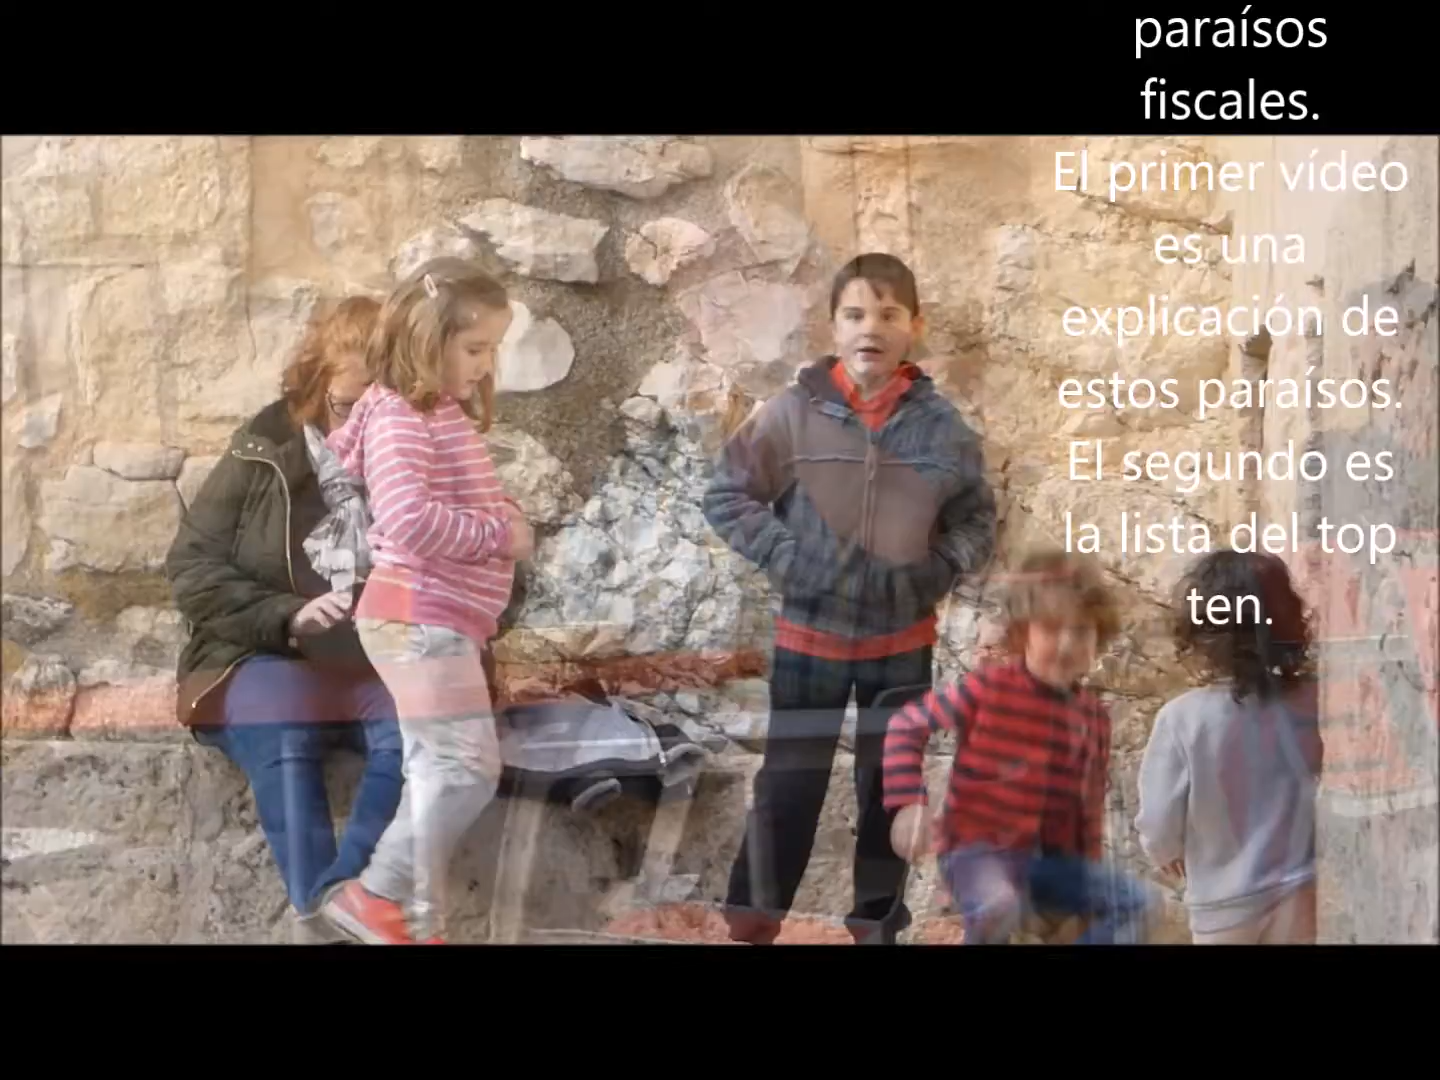 paraísos
fiscales.
El primer vídeo
es una
explicación de
estos paraísos.
El segundo es
la lista del top
ten.